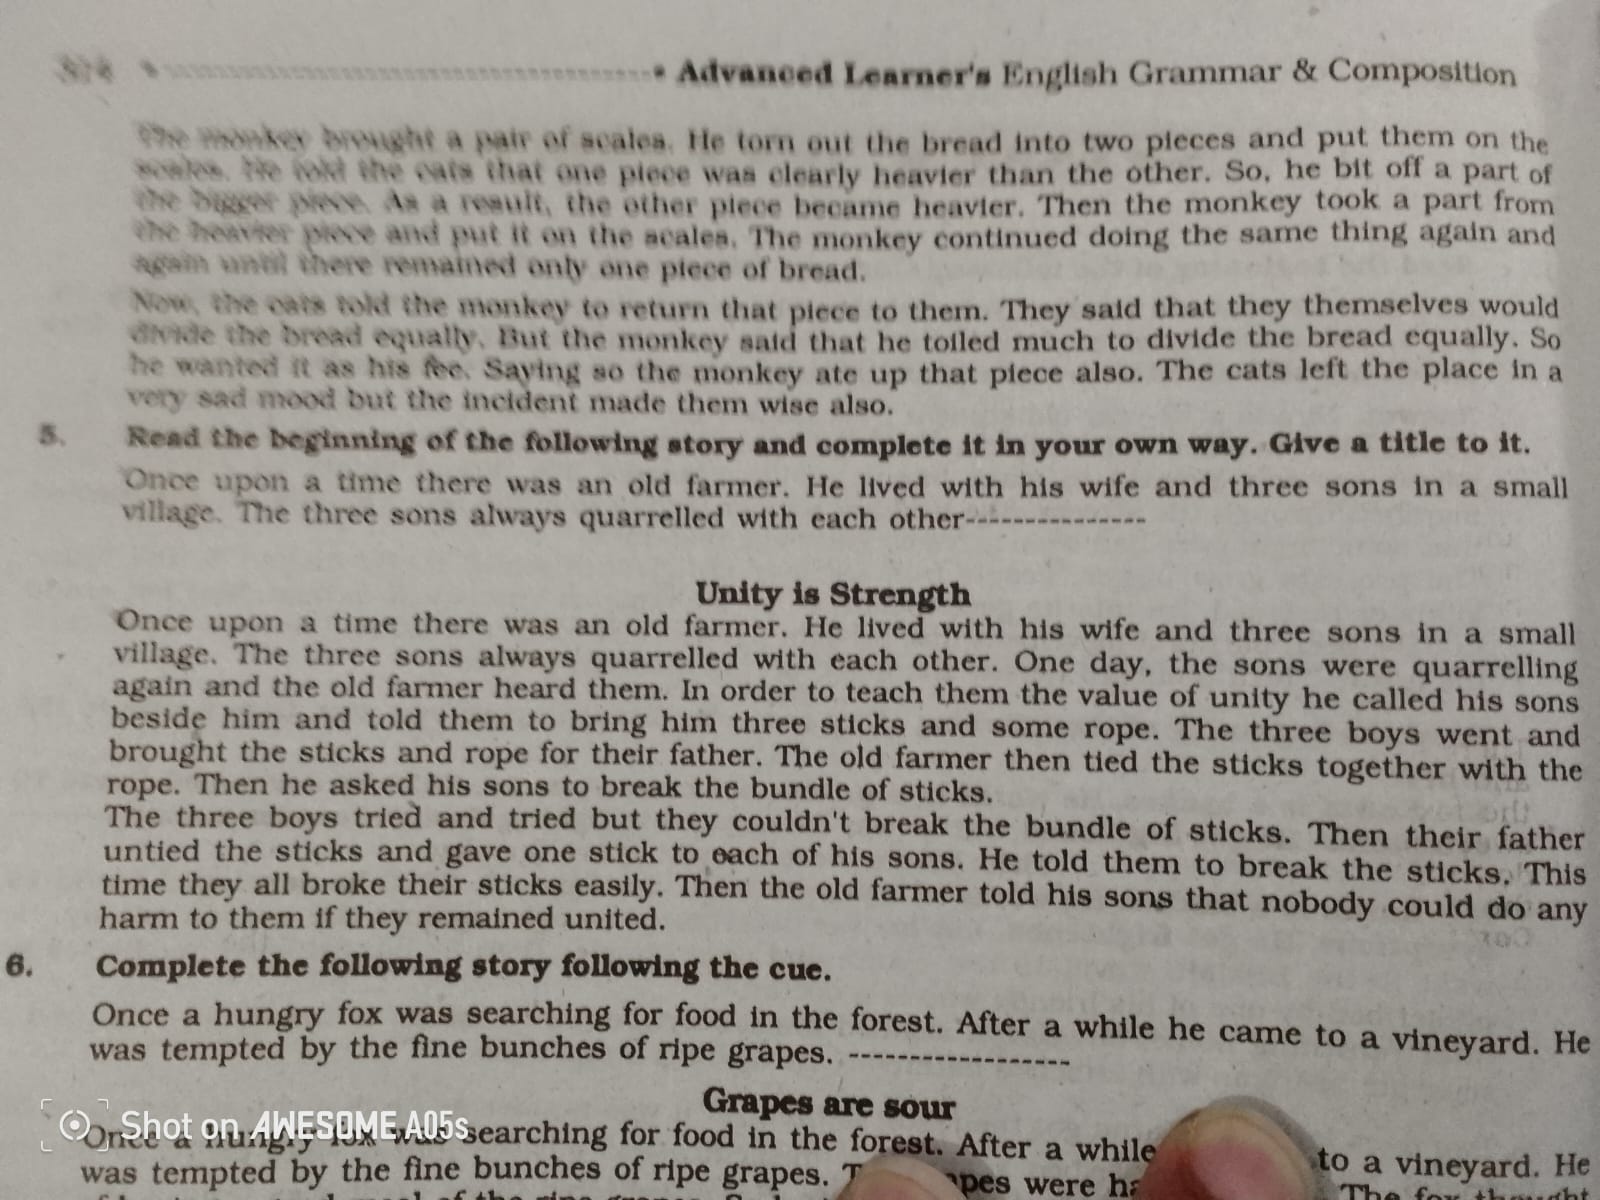 Advanced Learner's English Grammar & Composition
The monkey brought a pair of scales. He torn out the bread into two pieces and put them on the
scales. He told the cats that one piece was clearly heavier than the other. So, he bit off a part of
the bigger piece. As a result, the other piece became heavier. Then the monkey took a part from
the heavier piece and put it on the scales. The monkey continued doing the same thing again and
again until there remained only one piece of bread.
Now, the cats told the monkey to return that piece to them. They said that they themselves would
divide the bread equally. But the monkey said that he toiled much to divide the bread equally. So
he wanted it as his fee. Saying so the monkey ate up that piece also. The cats left the place in a
very sad mood but the incident made them wise also.
5. Read the beginning of the following story and complete it in your own way. Give a title to it.
Once upon a time there was an old farmer. He lived with his wife and three sons in a small
village. The three sons always quarrelled with each other---------------
Unity is Strength
Once upon a time there was an old farmer. He lived with his wife and three sons in a small
village. The three sons always quarrelled with each other. One day, the sons were quarrelling
again and the old farmer heard them. In order to teach them the value of unity he called his sons
beside him and told them to bring him three sticks and some rope. The three boys went and
brought the sticks and rope for their father. The old farmer then tied the sticks together with the
rope. Then he asked his sons to break the bundle of sticks.
The three boys tried and tried but they couldn't break the bundle of sticks. Then their father
untied the sticks and gave one stick to each of his sons. He told them to break the sticks. This
time they all broke their sticks easily. Then the old farmer told his sons that nobody could do any
harm to them if they remained united.
6. Complete the following story following the cue.
Once a hungry fox was searching for food in the forest. After a while he came to a vineyard. He
was tempted by the fine bunches of ripe grapes. ------------------
Grapes are sour
Once a hungry fox was searching for food in the forest. After a while to a vineyard. He
Shot on AWESOME A05s
was tempted by the fine bunches of ripe grapes. were
The fox